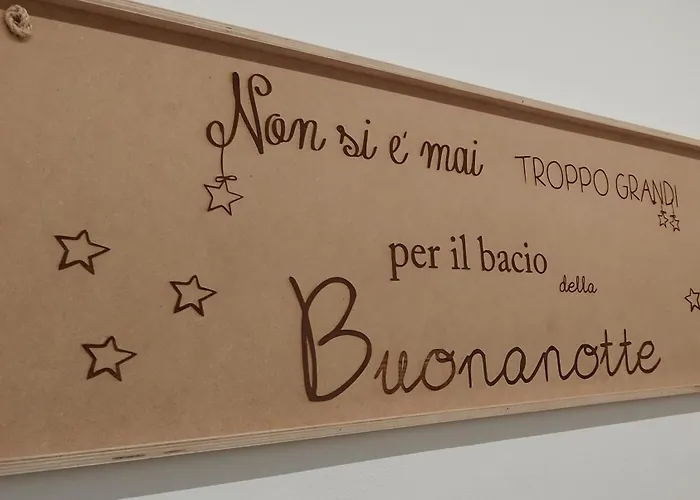 Non si e' mai TROPPO GRANDI
per il bacio della
Buonanotte